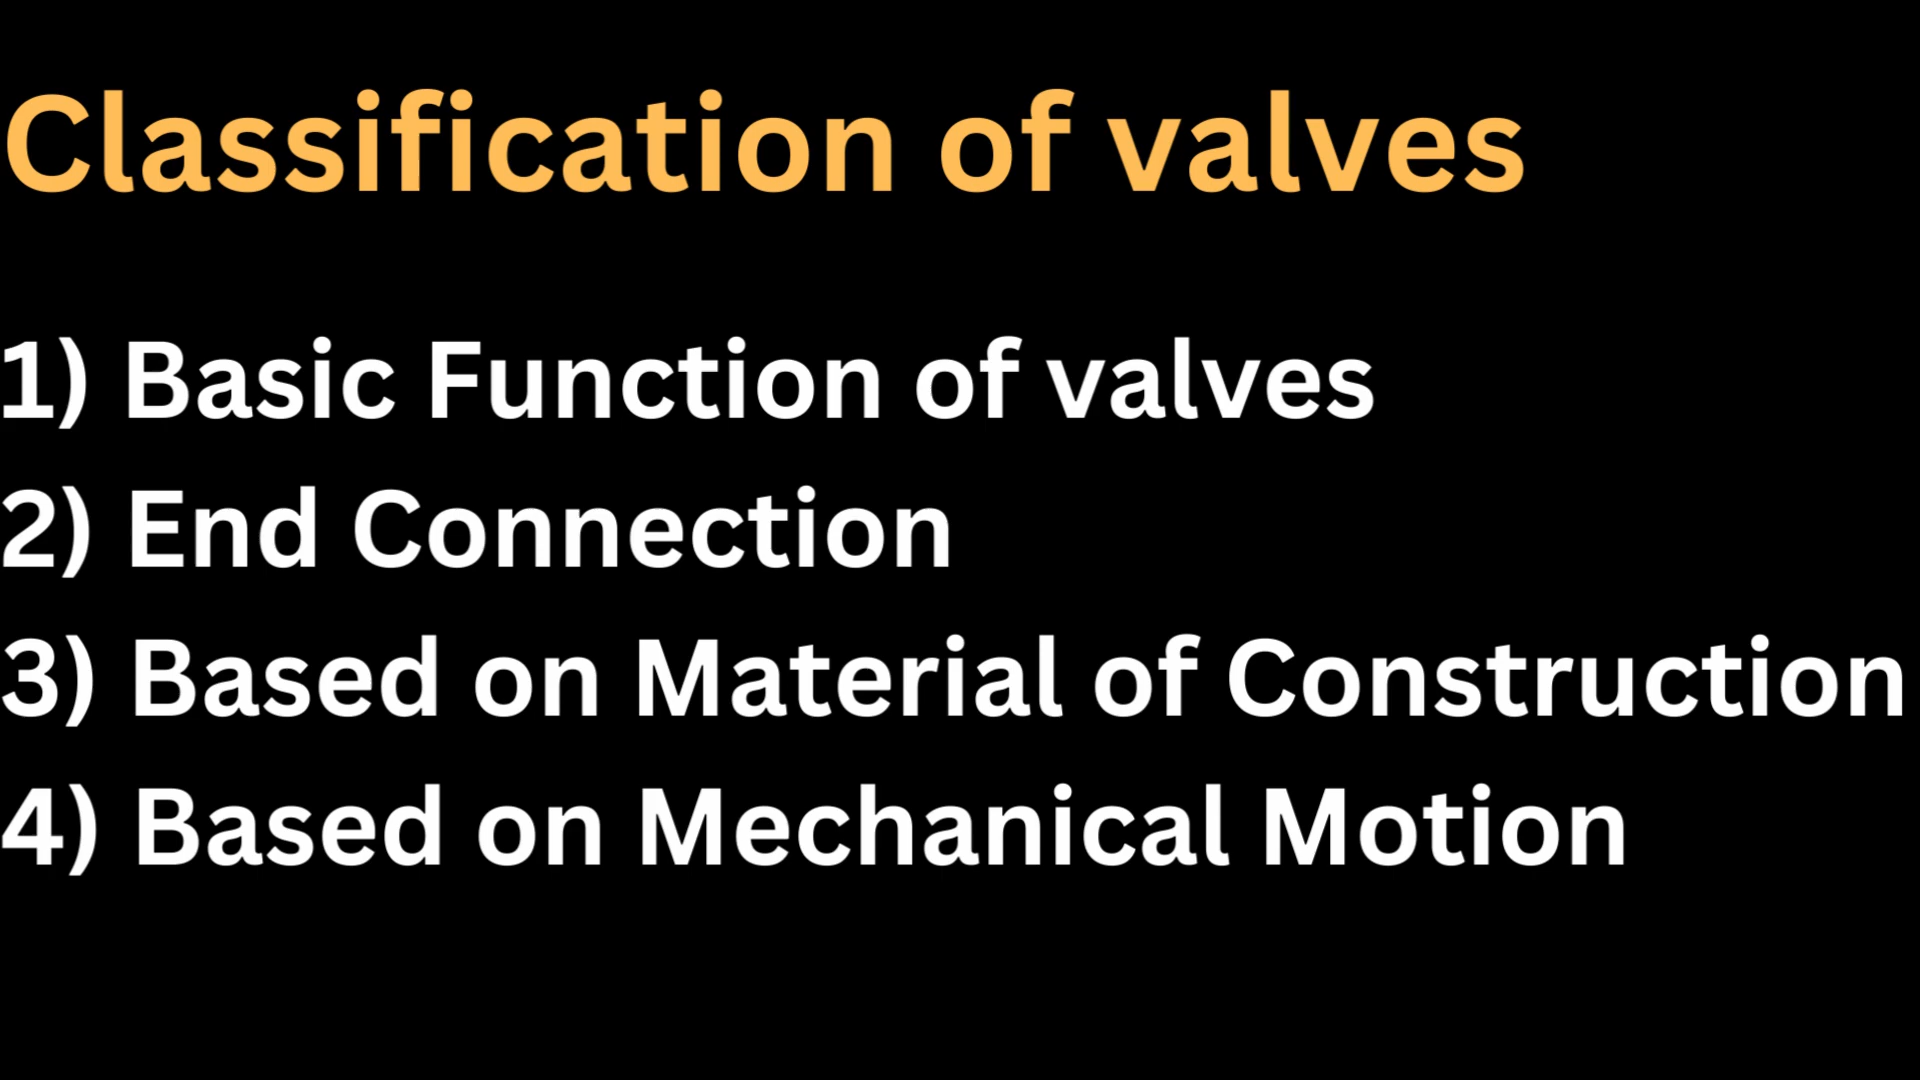 Classification of valves
1) Basic Function of valves
2) End Connection
3) Based on Material of Construction
4) Based on Mechanical Motion